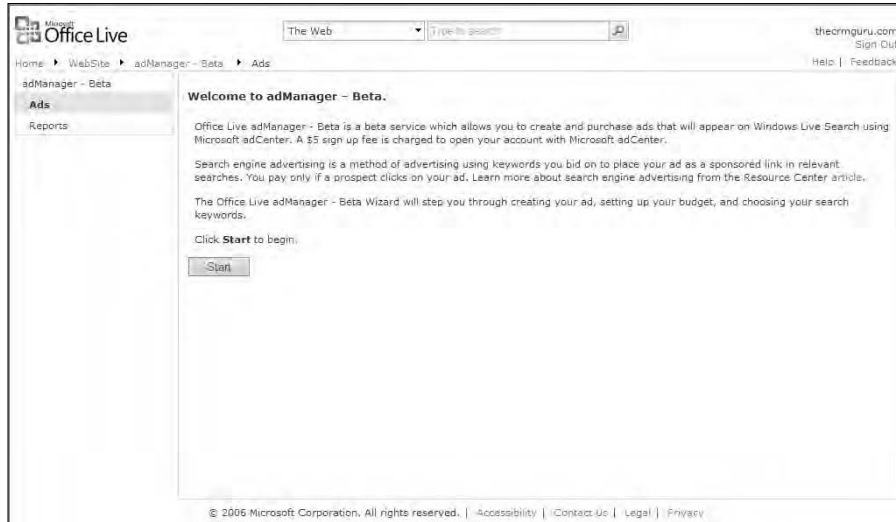 Microsoft
Office Live
The Web
Type to search
thecrmguru.com
Sign Out
Home WebSite adManager - Beta Ads
Help | Feedback
adManager - Beta
Ads
Reports
Welcome to adManager – Beta.
Office Live adManager - Beta is a beta service which allows you to create and purchase ads that will appear on Windows Live Search using
Microsoft adCenter. A $5 sign up fee is charged to open your account with Microsoft adCenter.
Search engine advertising is a method of advertising using keywords you bid on to place your ad as a sponsored link in relevant
searches. You pay only if a prospect clicks on your ad. Learn more about search engine advertising from the Resource Center article.
The Office Live adManager - Beta Wizard will step you through creating your ad, setting up your budget, and choosing your search
keywords.
Click Start to begin.
Start
© 2006 Microsoft Corporation. All rights reserved. | Accessibility | Contact Us | Legal | Privacy